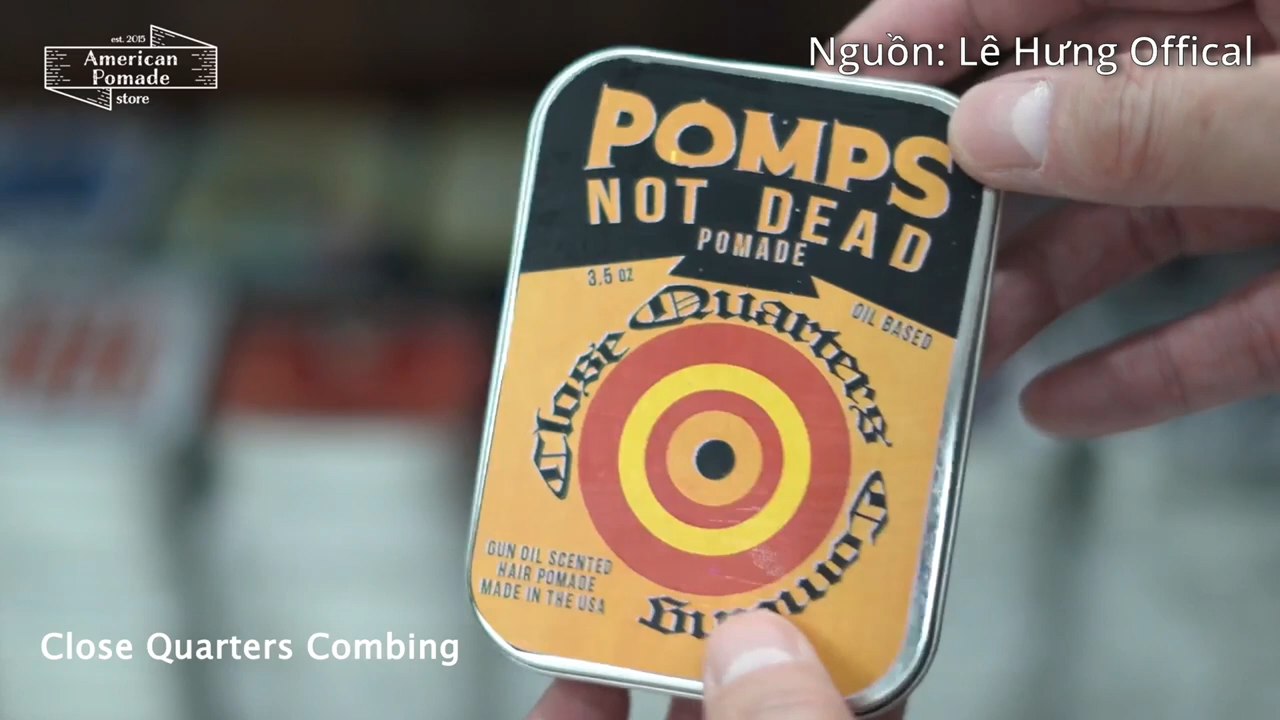 est. 2015
American
Pomade
store
Nguồn: Lê Hưng Offical
POMPS
NOT DEAD
POMADE
3.5 OZ
OIL BASED
Close Quarters
GUN OIL SCENTED
HAIR POMADE
MADE IN THE USA
Close Quarters Combing